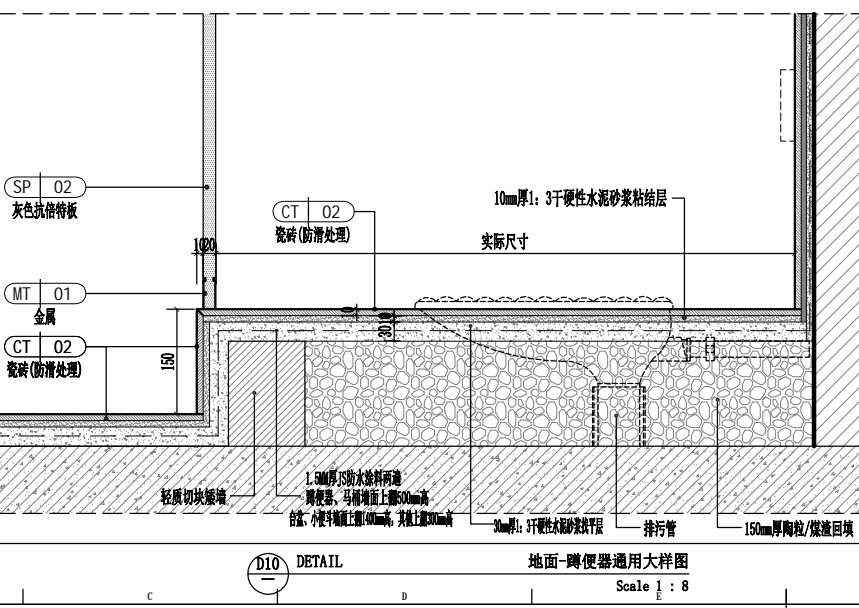 SP 02
灰色抗倍特板
CT 02
瓷砖(防滑处理)
10mm厚1：3干硬性水泥砂浆粘结层
10
20
实际尺寸
MT 01
金属
CT 02
瓷砖(防滑处理)
150
10
30
轻质切块矮墙
1.5MM厚JS防水涂料两遍
蹲便器、马桶墙面上翻500mm高
台盆、小便斗墙面上翻1400mm高，其他上翻300mm高
30mm厚1：3干硬性水泥砂浆找平层
排污管
150mm厚陶粒/煤渣回填
D10
DETAIL
地面-蹲便器通用大样图
Scale 1 : 8
C
D
E